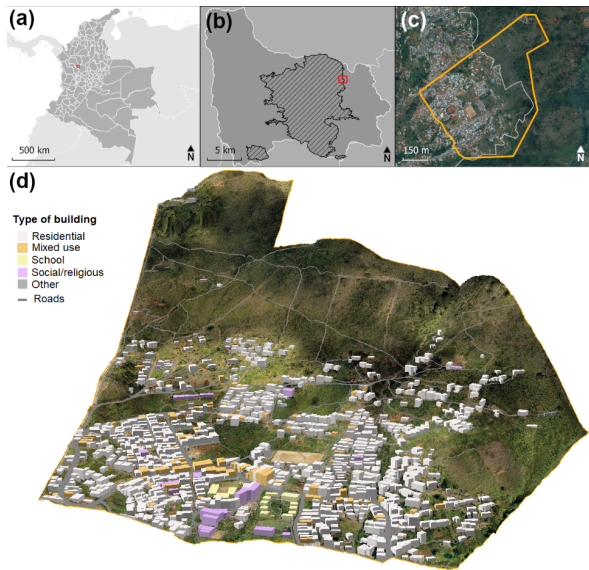 (a)
500 km
N
(b)
5 km
N
(c)
150 m
N
(d)
Type of building
Residential
Mixed use
School
Social/religious
Other
Roads